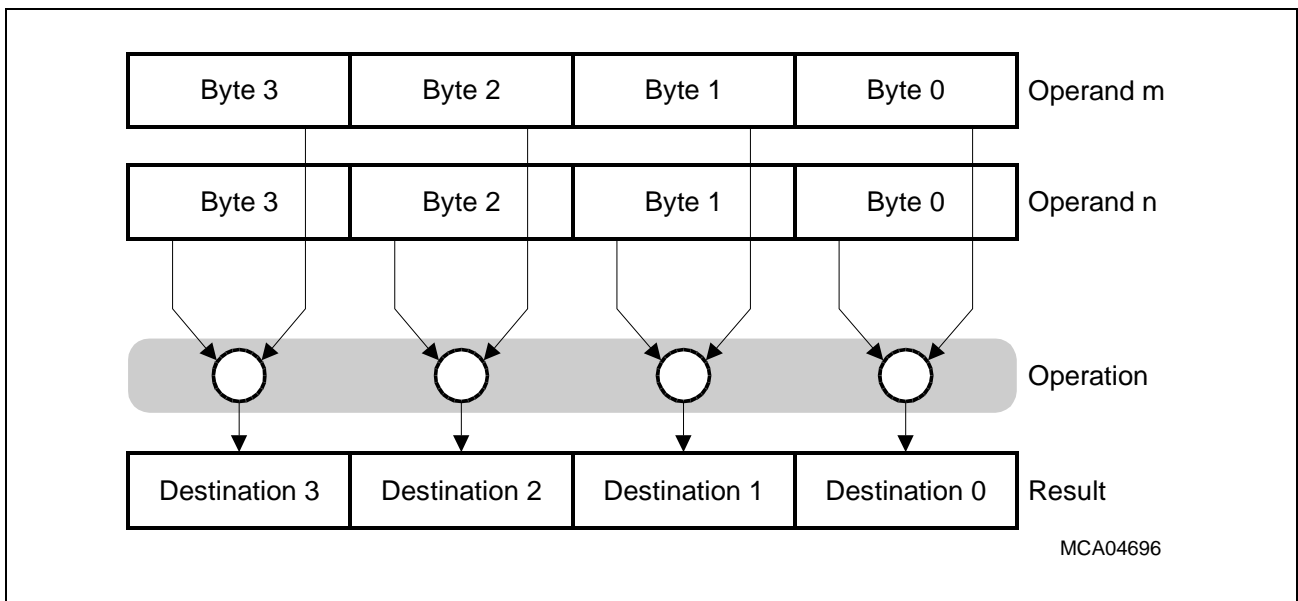 Byte 3 Byte 2 Byte 1 Byte 0 Operand m
Byte 3 Byte 2 Byte 1 Byte 0 Operand n
Operation
Destination 3 Destination 2 Destination 1 Destination 0 Result
MCA04696